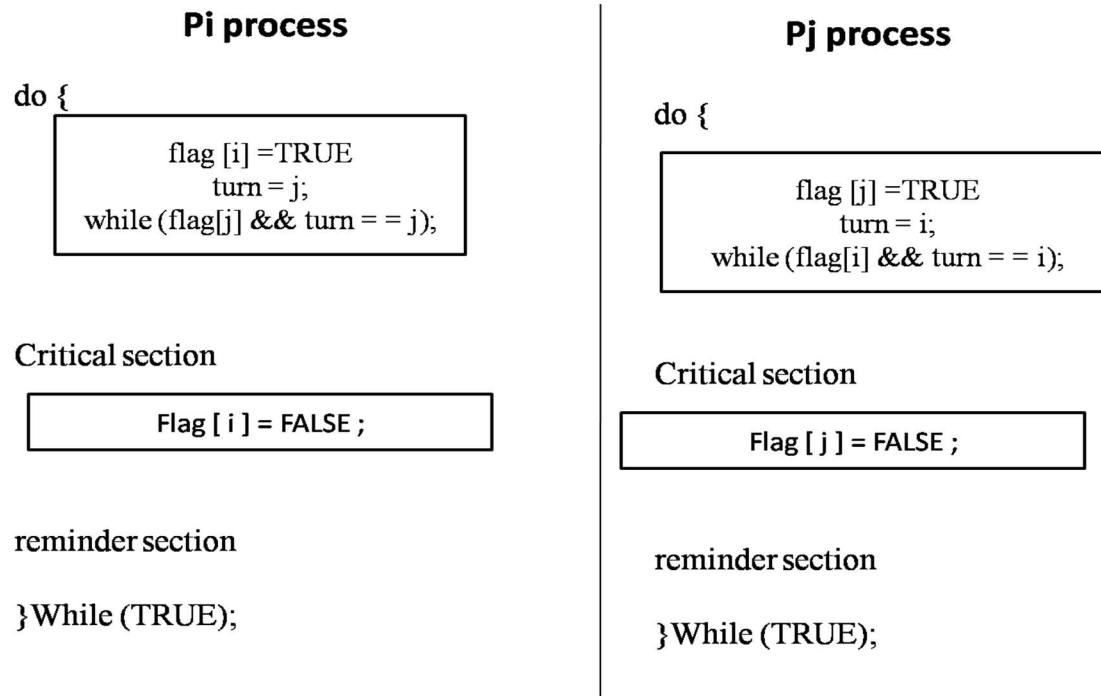 Pi process
do {
flag [i] =TRUE
turn = j;
while (flag[j] && turn = = j);
Critical section
Flag [ i ] = FALSE ;
reminder section
}While (TRUE);
Pj process
do {
flag [j] =TRUE
turn = i;
while (flag[i] && turn = = i);
Critical section
Flag [ j ] = FALSE ;
reminder section
}While (TRUE);